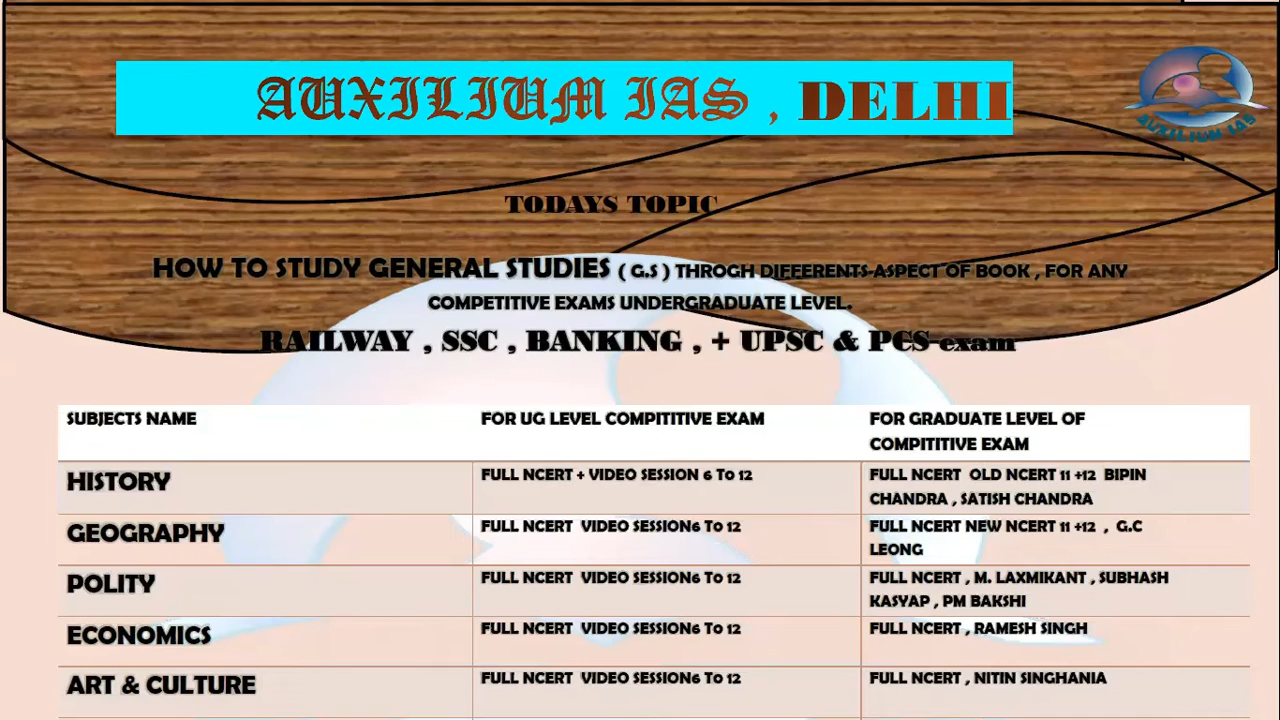 AUXILIUM IAS , DELHI
AUXILIUM IAS
TODAYS TOPIC
HOW TO STUDY GENERAL STUDIES ( G.S ) THROGH DIFFERENTS ASPECT OF BOOK , FOR ANY
COMPETITIVE EXAMS UNDERGRADUATE LEVEL.
RAILWAY , SSC , BANKING , + UPSC & PCS exam
SUBJECTS NAME FOR UG LEVEL COMPITITIVE EXAM FOR GRADUATE LEVEL OF
COMPITITIVE EXAM
HISTORY FULL NCERT + VIDEO SESSION 6 To 12 FULL NCERT OLD NCERT 11 +12 BIPIN
CHANDRA , SATISH CHANDRA
GEOGRAPHY FULL NCERT VIDEO SESSION6 To 12 FULL NCERT NEW NCERT 11 +12 , G.C
LEONG
POLITY FULL NCERT VIDEO SESSION6 To 12 FULL NCERT , M. LAXMIKANT , SUBHASH
KASYAP , PM BAKSHI
ECONOMICS FULL NCERT VIDEO SESSION6 To 12 FULL NCERT , RAMESH SINGH
ART & CULTURE FULL NCERT VIDEO SESSION6 To 12 FULL NCERT , NITIN SINGHANIA